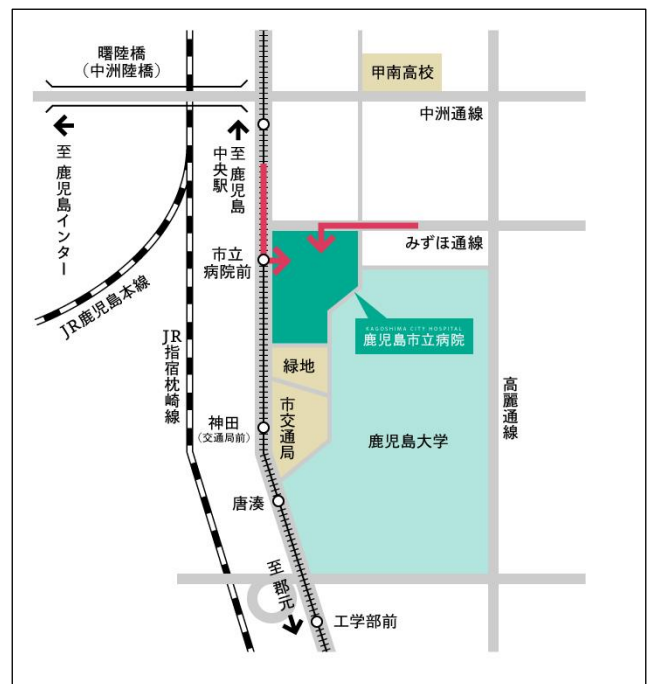 曙陸橋
（中洲陸橋）
甲南高校
中洲通線
至 鹿児島
中央駅
至 鹿児島インター
みずほ通線
市立
病院前
JR鹿児島本線
KAGOSHIMA CITY HOSPITAL
鹿児島市立病院
JR指宿枕崎線
緑地
高麗通線
市交通局
神田
（交通局前）
鹿児島大学
唐湊
至 郡元
工学部前